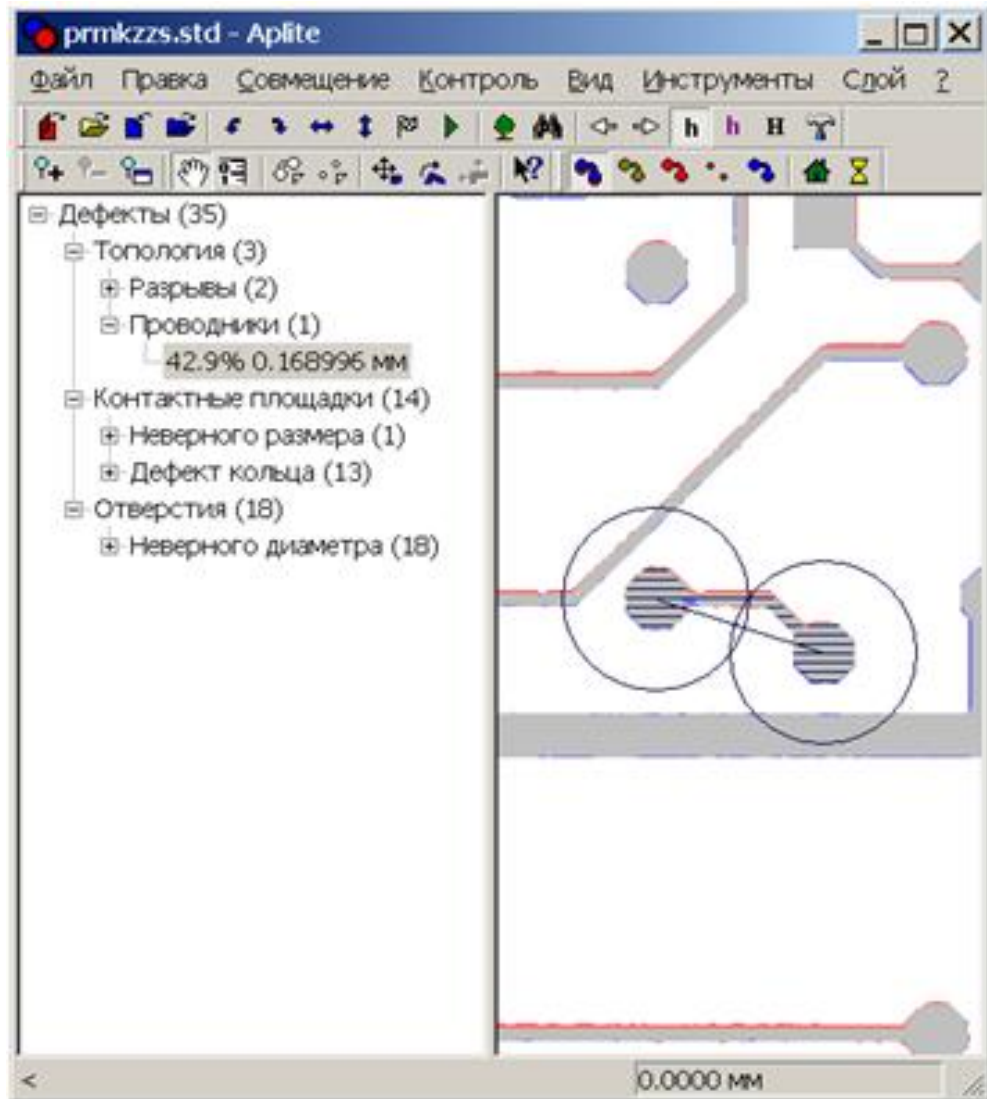 prmkzzs.std - Aplite
Файл Правка Совмещение Контроль Вид Инструменты Слой ?
h h H
Дефекты (35)
Топология (3)
Разрывы (2)
Проводники (1)
42.9% 0.168996 мм
Контактные площадки (14)
Неверного размера (1)
Дефект кольца (13)
Отверстия (18)
Неверного диаметра (18)
< 0.0000 мм